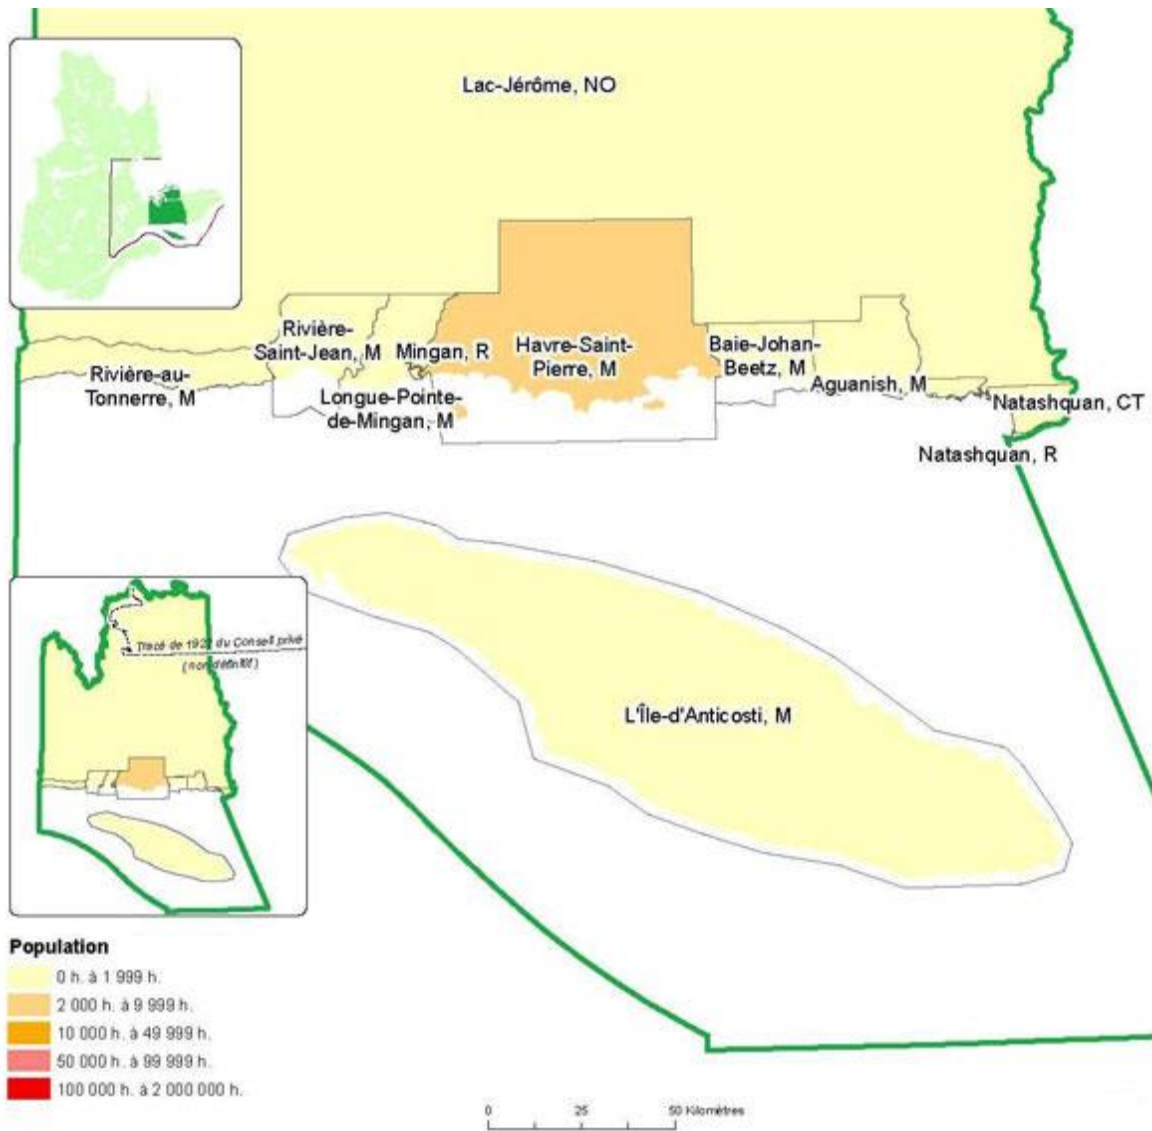 Lac-Jérôme, NO
Rivière-
Saint-Jean, M
Mingan, R
Havre-Saint-
Pierre, M
Baie-Johan-
Beetz, M
Rivière-au-
Tonnerre, M
Longue-Pointe-
de-Mingan, M
Aguanish, M
Natashquan, CT
Natashquan, R
L'Île-d'Anticosti, M
Tracé de 1927 du Conseil privé
(non définitif)
Population
0 h. à 1 999 h.
2 000 h. à 9 999 h.
10 000 h. à 49 999 h.
50 000 h. à 99 999 h.
100 000 h. à 2 000 000 h.
0 25 50 Kilomètres